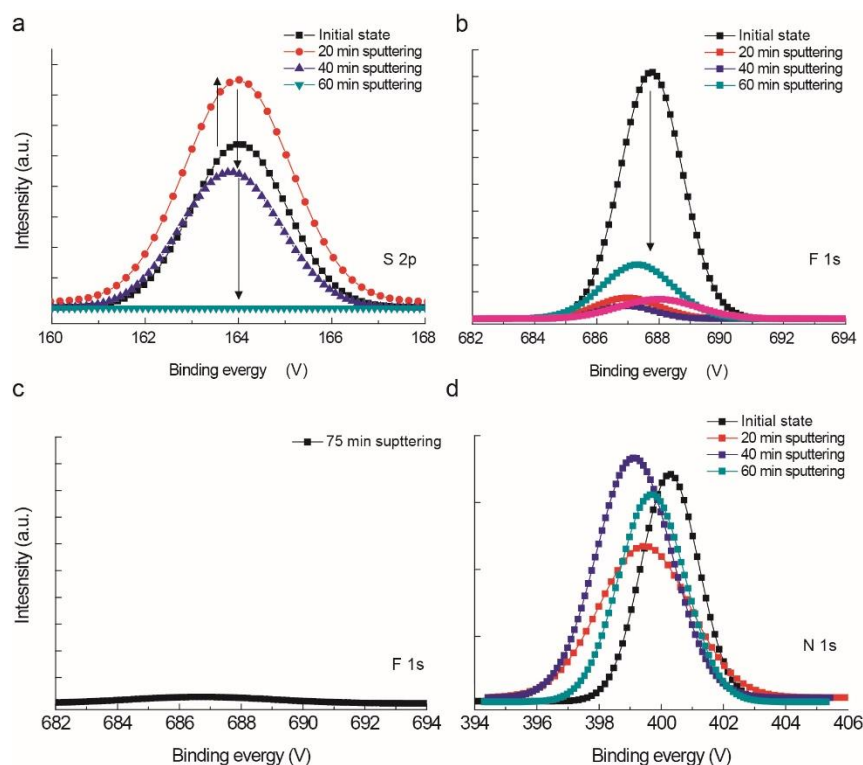 a
Initial state
20 min sputtering
40 min sputtering
60 min sputtering
Intesnsity (a.u.)
S 2p
160 162 164 166 168
Binding evergy (V)
b
Initial state
20 min sputtering
40 min sputtering
60 min sputtering
Intesnsity (a.u.)
F 1s
682 684 686 688 690 692 694
Binding evergy (V)
c
75 min supttering
Intesnsity (a.u.)
F 1s
682 684 686 688 690 692 694
Binding evergy (V)
d
Initial state
20 min sputtering
40 min sputtering
60 min sputtering
Intesnsity (a.u.)
N 1s
394 396 398 400 402 404 406
Binding evergy (V)